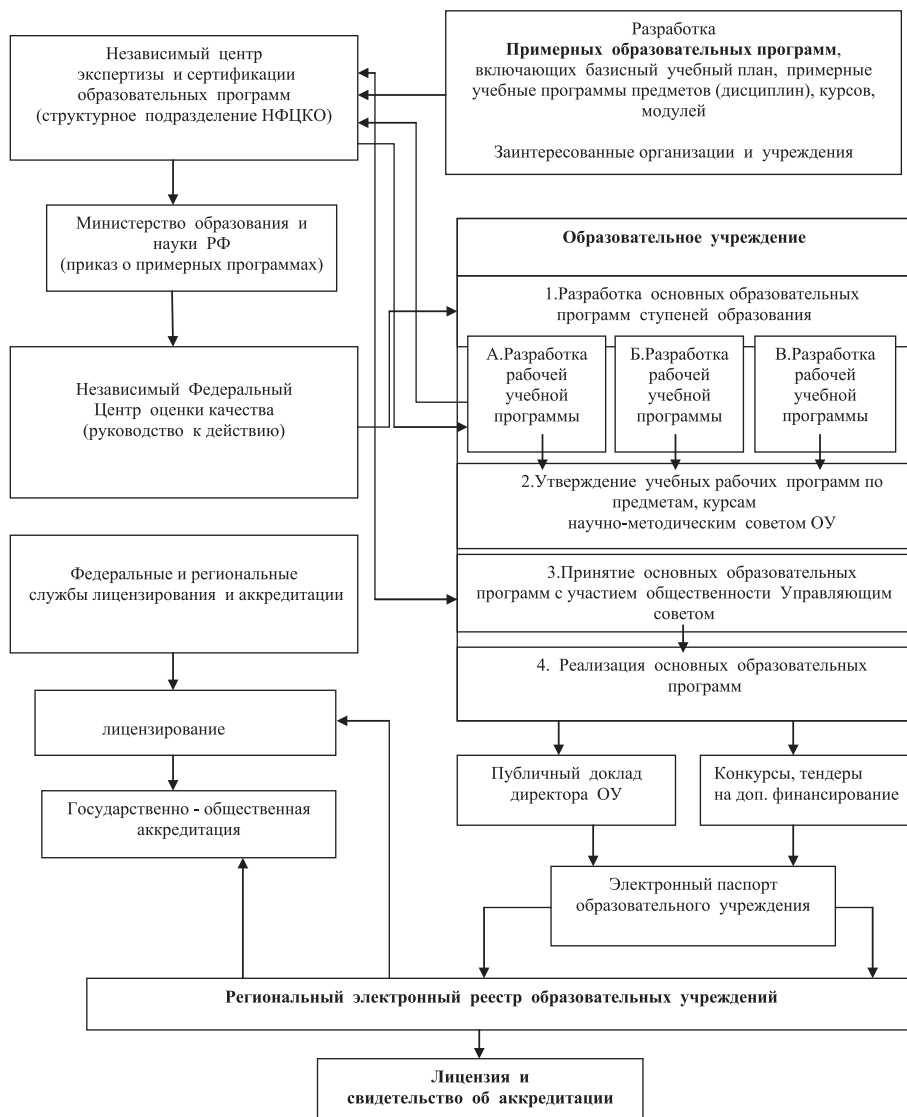 Независимый центр
экспертизы и сертификации
образовательных программ
(структурное подразделение НФЦКО)
Разработка
Примерных образовательных программ,
включающих базисный учебный план, примерные
учебные программы предметов (дисциплин), курсов,
модулей
Заинтересованные организации и учреждения
Министерство образования и
науки РФ
(приказ о примерных программах)
Независимый Федеральный
Центр оценки качества
(руководство к действию)
Образовательное учреждение
1.Разработка основных образовательных
программ ступеней образования
А.Разработка
рабочей
учебной
программы
Б.Разработка
рабочей
учебной
программы
В.Разработка
рабочей
учебной
программы
2.Утверждение учебных рабочих программ по
предметам, курсам
научно-методическим советом ОУ
Федеральные и региональные
службы лицензирования и аккредитации
3.Принятие основных образовательных
программ с участием общественности Управляющим
советом
4. Реализация основных образовательных
программ
лицензирование
Государственно - общественная
аккредитация
Публичный доклад
директора ОУ
Конкурсы, тендеры
на доп. финансирование
Электронный паспорт
образовательного учреждения
Региональный электронный реестр образовательных учреждений
Лицензия и
свидетельство об аккредитации